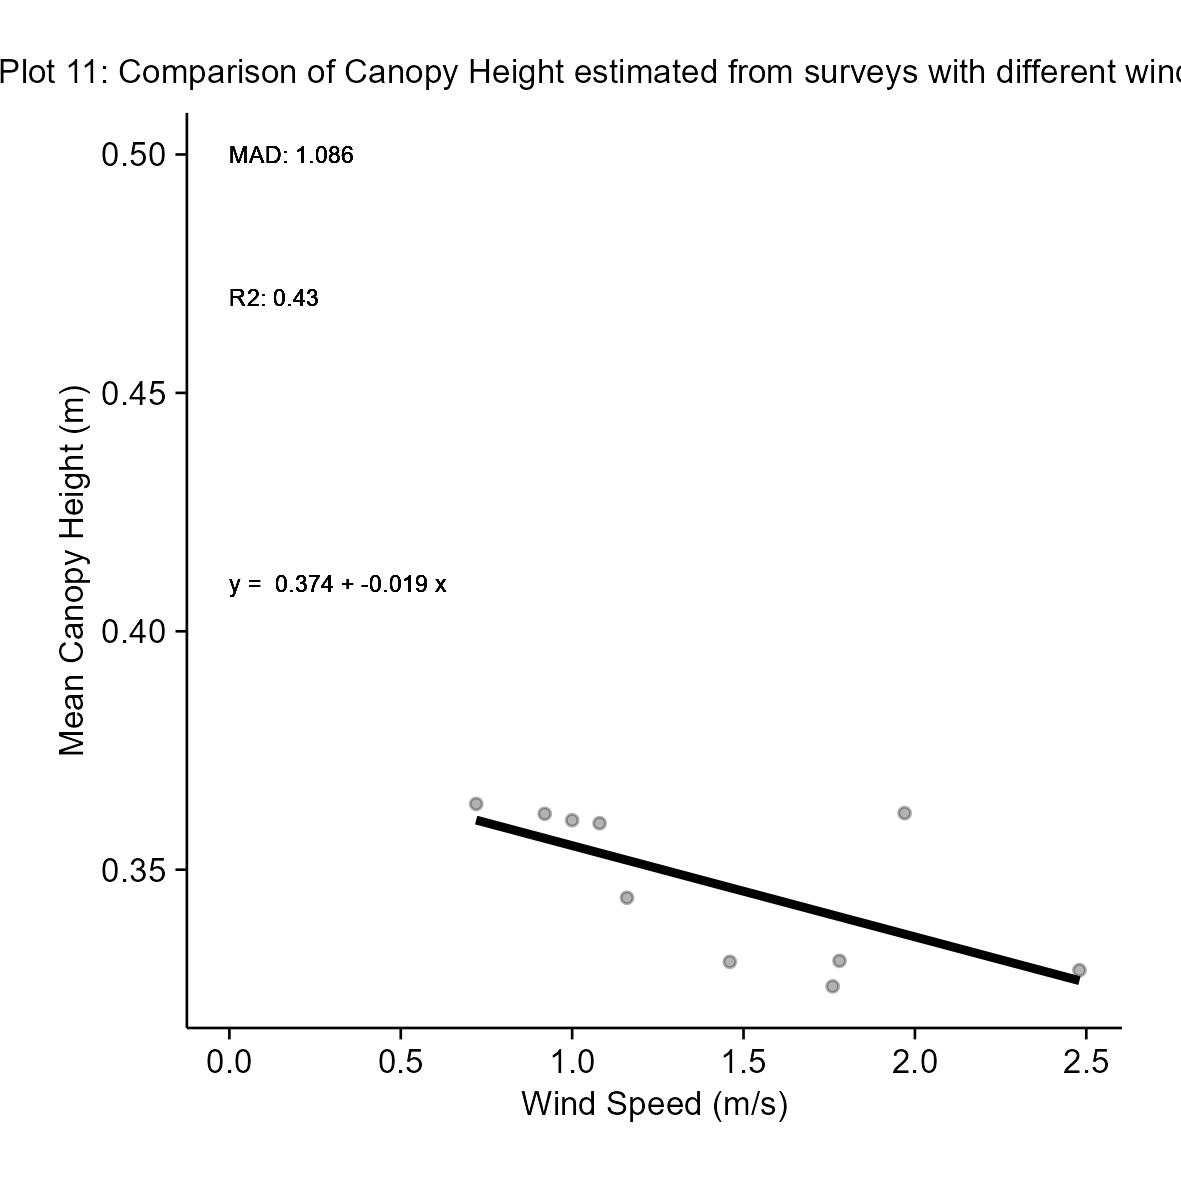 Plot 11: Comparison of Canopy Height estimated from surveys with different
MAD: 1.086
R2: 0.43
y =  0.374 + -0.019 x
Mean Canopy Height (m)
0.50
0.45
0.40
0.35
0.0 0.5 1.0 1.5 2.0 2.5
Wind Speed (m/s)